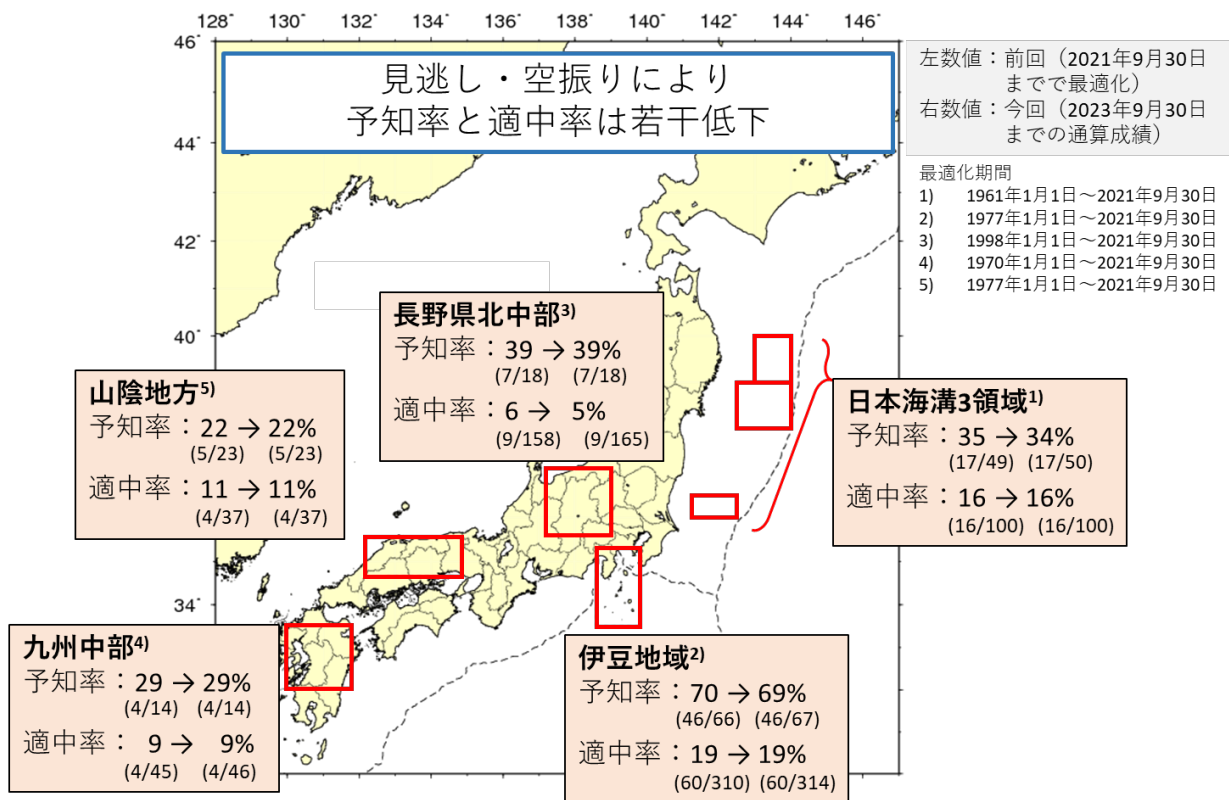 128° 130° 132° 134° 136° 138° 140° 142° 144° 146°
46°
44°
42°
40°
34°
見逃し・空振りにより
予知率と適中率は若干低下
左数値：前回（2021年9月30日
までで最適化）
右数値：今回（2023年9月30日
までの通算成績）
最適化期間
1) 1961年1月1日～2021年9月30日
2) 1977年1月1日～2021年9月30日
3) 1998年1月1日～2021年9月30日
4) 1970年1月1日～2021年9月30日
5) 1977年1月1日～2021年9月30日
長野県北中部3)
予知率：39 → 39%
(7/18) (7/18)
適中率：6 → 5%
(9/158) (9/165)
山陰地方5)
予知率：22 → 22%
(5/23) (5/23)
適中率：11 → 11%
(4/37) (4/37)
日本海溝3領域1)
予知率：35 → 34%
(17/49) (17/50)
適中率：16 → 16%
(16/100) (16/100)
九州中部4)
予知率：29 → 29%
(4/14) (4/14)
適中率： 9 → 9%
(4/45) (4/46)
伊豆地域2)
予知率：70 → 69%
(46/66) (46/67)
適中率：19 → 19%
(60/310) (60/314)